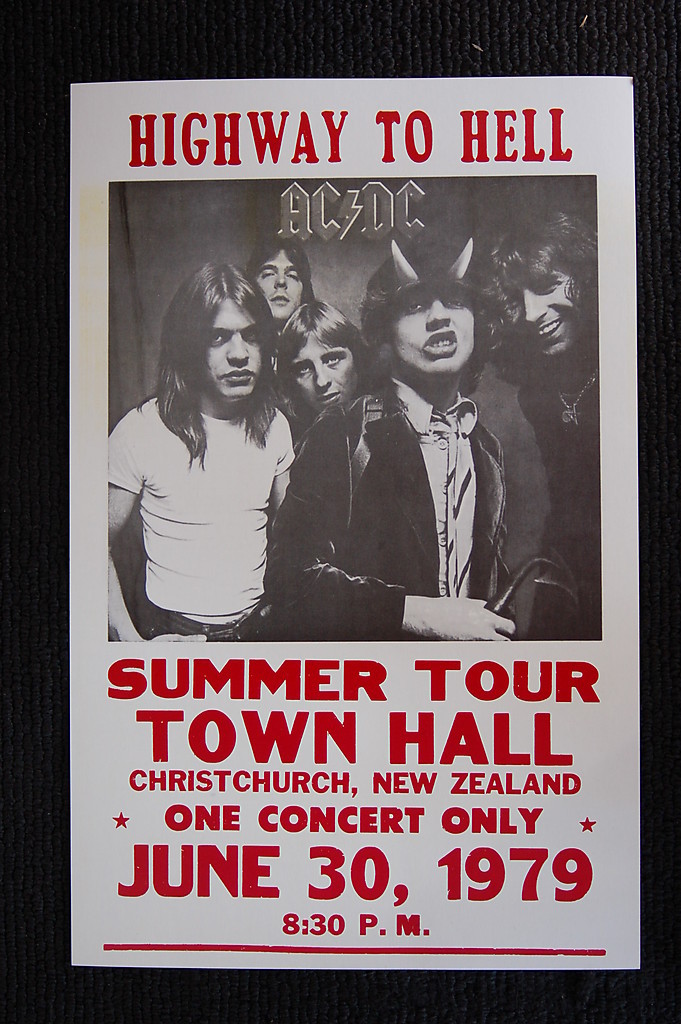 HIGHWAY TO HELL
AC⚡DC
SUMMER TOUR
TOWN HALL
CHRISTCHURCH, NEW ZEALAND
★ ONE CONCERT ONLY ★
JUNE 30, 1979
8:30 P. M.